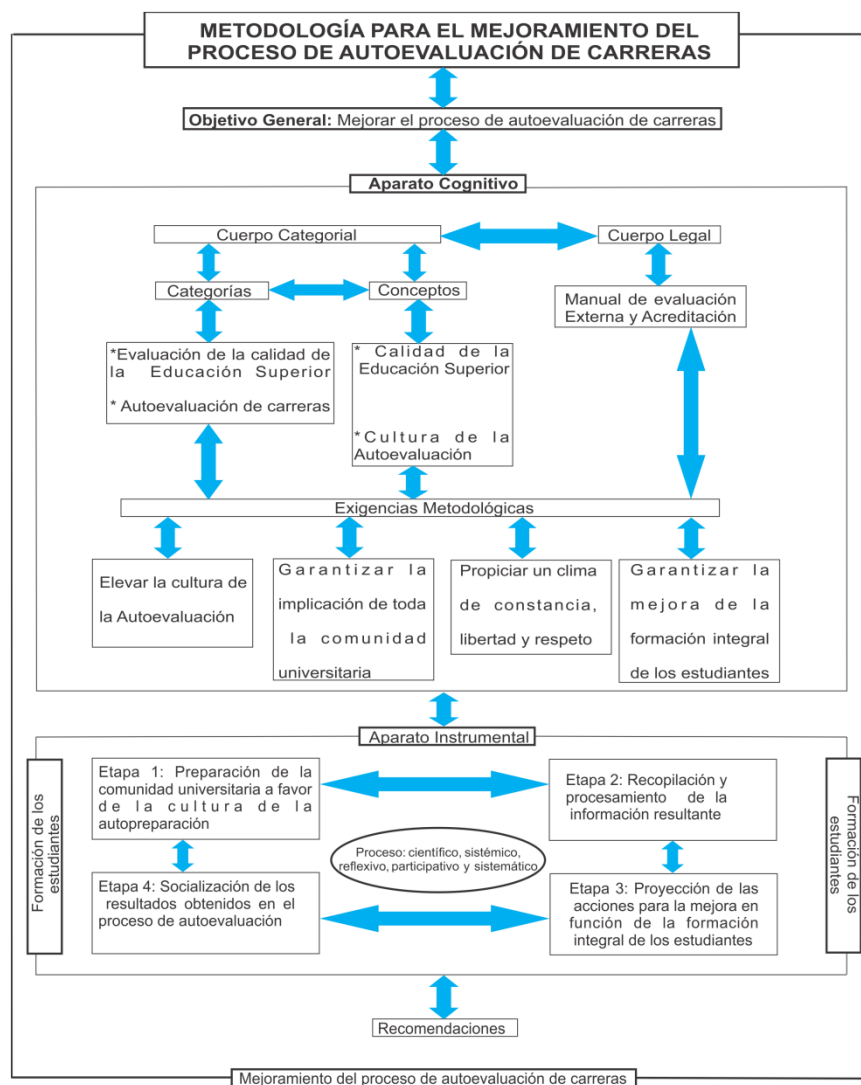 METODOLOGÍA PARA EL MEJORAMIENTO DEL
PROCESO DE AUTOEVALUACIÓN DE CARRERAS
Objetivo General: Mejorar el proceso de autoevaluación de carreras
Aparato Cognitivo
Cuerpo Categorial
Cuerpo Legal
Categorías
Conceptos
Manual de evaluación
Externa y Acreditación
*Evaluación de la calidad de
la Educación Superior
* Autoevaluación de carreras
* Calidad de la
Educación Superior
*Cultura de la
Autoevaluación
Exigencias Metodológicas
Elevar la cultura de
la Autoevaluación
Garantizar la
implicación de toda
la comunidad
universitaria
Propiciar un clima
de constancia,
libertad y respeto
Garantizar la
mejora de la
formación integral
de los estudiantes
Aparato Instrumental
Formación de los
estudiantes
Etapa 1: Preparación de la
comunidad universitaria a favor
de la cultura de la
autopreparación
Etapa 2: Recopilación y
procesamiento de la
información resultante
Proceso: científico, sistémico,
reflexivo, participativo y sistemático
Etapa 4: Socialización de los
resultados obtenidos en el
proceso de autoevaluación
Etapa 3: Proyección de las
acciones para la mejora en
función de la formación
integral de los estudiantes
Formación de los
estudiantes
Recomendaciones
Mejoramiento del proceso de autoevaluación de carreras